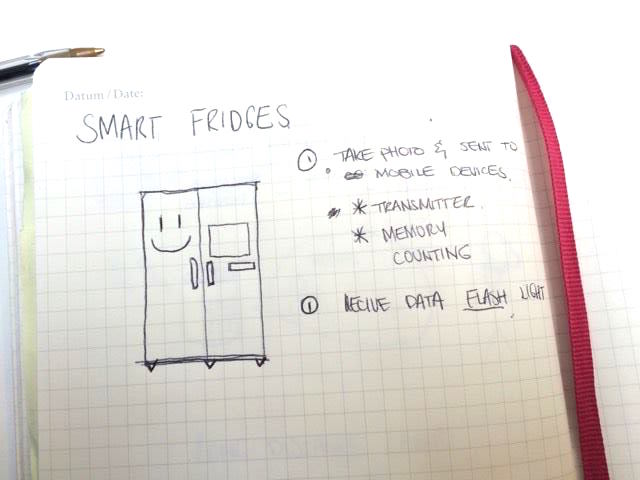 Datum / Date:
SMART FRIDGES
① TAKE PHOTO & SENT TO
MOBILE DEVICES.
* TRANSMITTER.
* MEMORY
COUNTING
① RECIVE DATA FLASH LIGHT